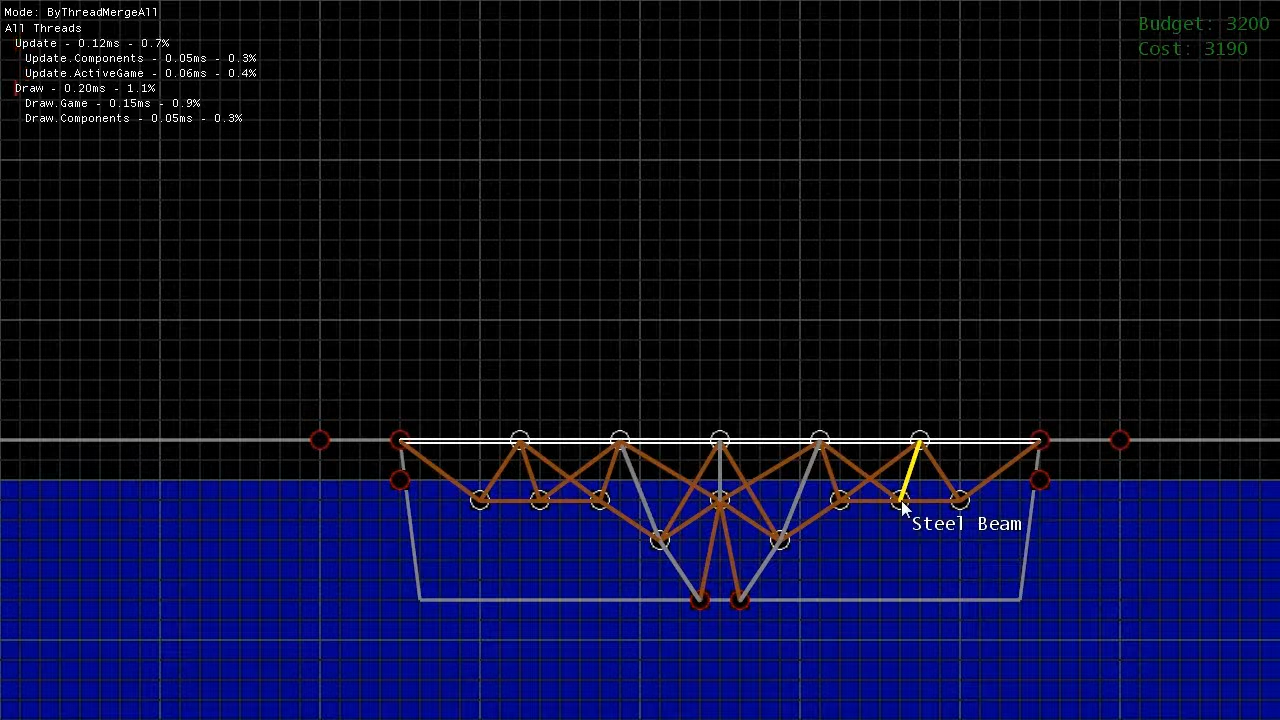 Mode: ByThreadMergeAll
All Threads
Update - 0.12ms - 0.7%
Update.Components - 0.05ms - 0.3%
Update.ActiveGame - 0.06ms - 0.4%
Draw - 0.20ms - 1.1%
Draw.Game - 0.15ms - 0.9%
Draw.Components - 0.05ms - 0.3%
Budget: 3200
Cost: 3190
Steel Beam